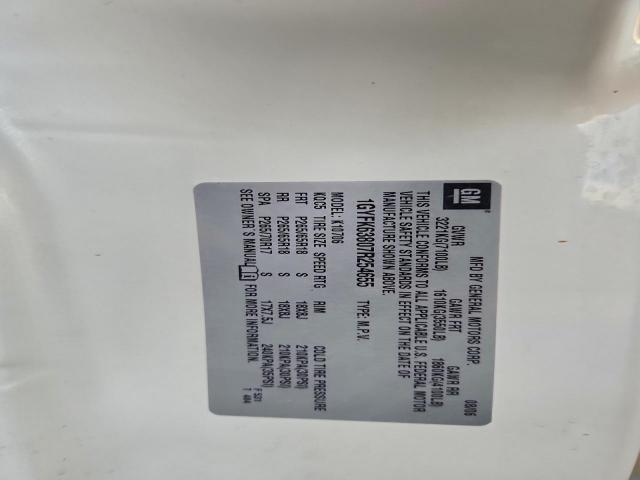 GM
MFD BY GENERAL MOTORS CORP. 08/06
GVWR GAWR FRT GAWR RR
3221KG(7100LB) 1610KG(3550LB) 1860KG(4100LB)
THIS VEHICLE CONFORMS TO ALL APPLICABLE U.S. FEDERAL MOTOR
VEHICLE SAFETY STANDARDS IN EFFECT ON THE DATE OF
MANUFACTURE SHOWN ABOVE.
1GYFK63807R254655 TYPE: M.P.V.
MODEL: K10706
K0C5 TIRE SIZE SPEED RTG RIM COLD TIRE PRESSURE
FRT P265/65R18 S 18X8J 210KPA(30PSI)
RR P265/65R18 S 18X8J 210KPA(30PSI)
SPA P265/70R17 S 17X7.5J 240KPA(35PSI)
SEE OWNER'S MANUAL FOR MORE INFORMATION.
F S01
T 4B4